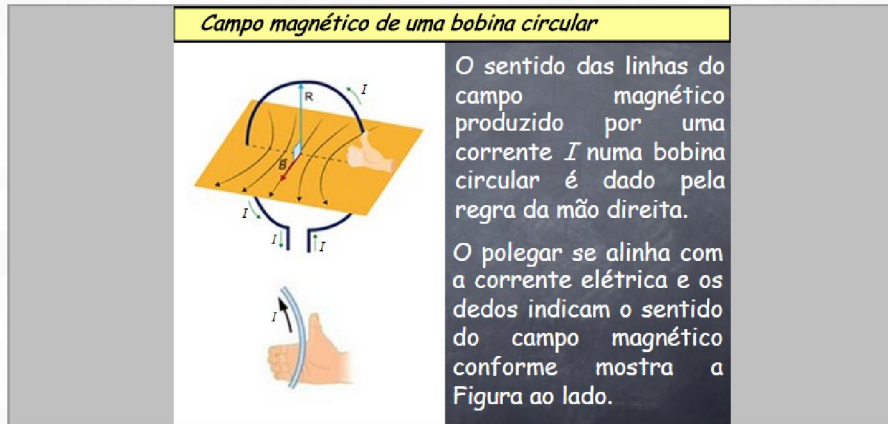 Campo magnético de uma bobina circular
R
I
B
I
I
I
I
O sentido das linhas do
campo magnético
produzido por uma
corrente I numa bobina
circular é dado pela
regra da mão direita.
O polegar se alinha com
a corrente elétrica e os
dedos indicam o sentido
do campo magnético
conforme mostra a
Figura ao lado.